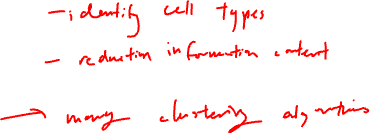 - identify cell types
- reduction information content
→ many clustering algorithms